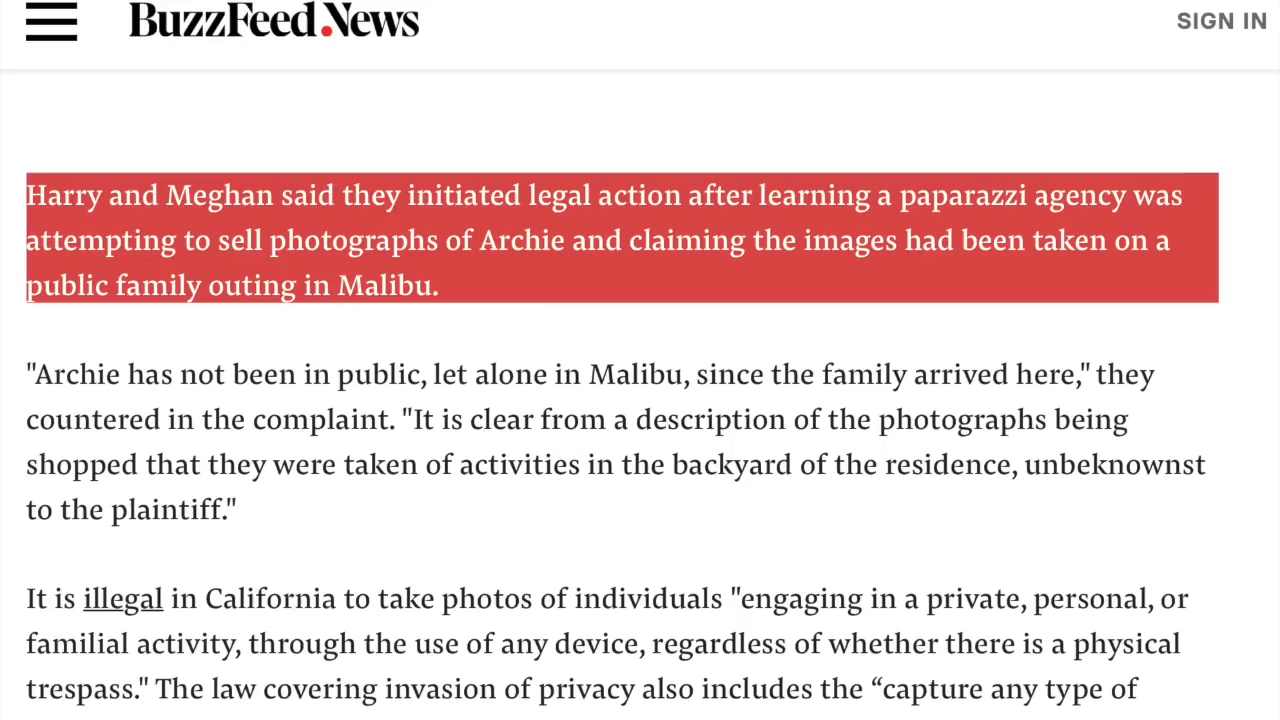 BuzzFeed.News
SIGN IN
Harry and Meghan said they initiated legal action after learning a paparazzi agency was
attempting to sell photographs of Archie and claiming the images had been taken on a
public family outing in Malibu.
"Archie has not been in public, let alone in Malibu, since the family arrived here," they
countered in the complaint. "It is clear from a description of the photographs being
shopped that they were taken of activities in the backyard of the residence, unbeknownst
to the plaintiff."
It is illegal in California to take photos of individuals "engaging in a private, personal, or
familial activity, through the use of any device, regardless of whether there is a physical
trespass." The law covering invasion of privacy also includes the “capture any type of